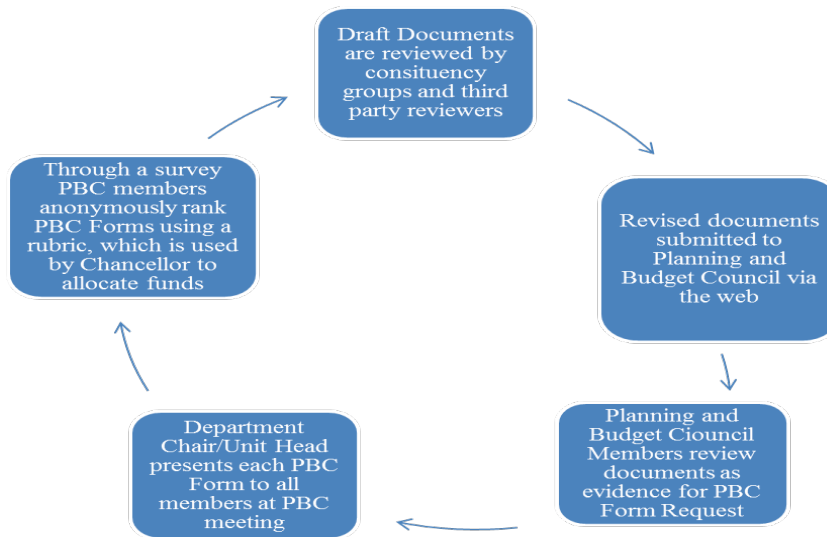 Draft Documents
are reviewed by
consituency
groups and third
party reviewers
Revised documents
submitted to
Planning and
Budget Council via
the web
Planning and
Budget Ciouncil
Members review
documents as
evidence for PBC
Form Request
Department
Chair/Unit Head
presents each PBC
Form to all
members at PBC
meeting
Through a survey
PBC members
anonymously rank
PBC Forms using a
rubric, which is used
by Chancellor to
allocate funds